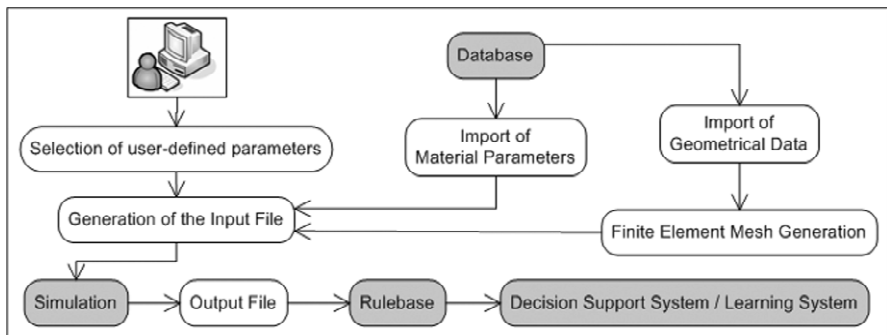 Database
Selection of user-defined parameters
Import of
Material Parameters
Import of
Geometrical Data
Generation of the Input File
Finite Element Mesh Generation
Simulation
Output File
Rulebase
Decision Support System / Learning System